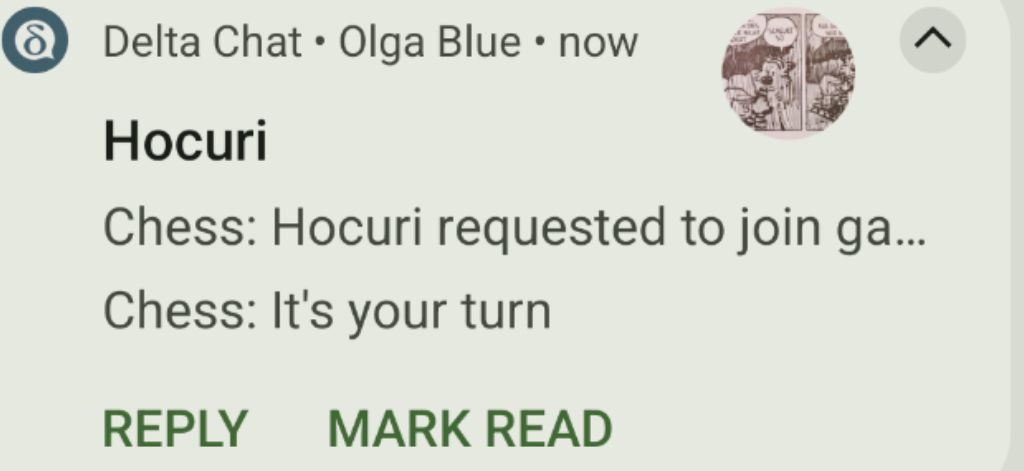 Delta Chat • Olga Blue • now
Hocuri
Chess: Hocuri requested to join ga...
Chess: It's your turn
REPLY MARK READ